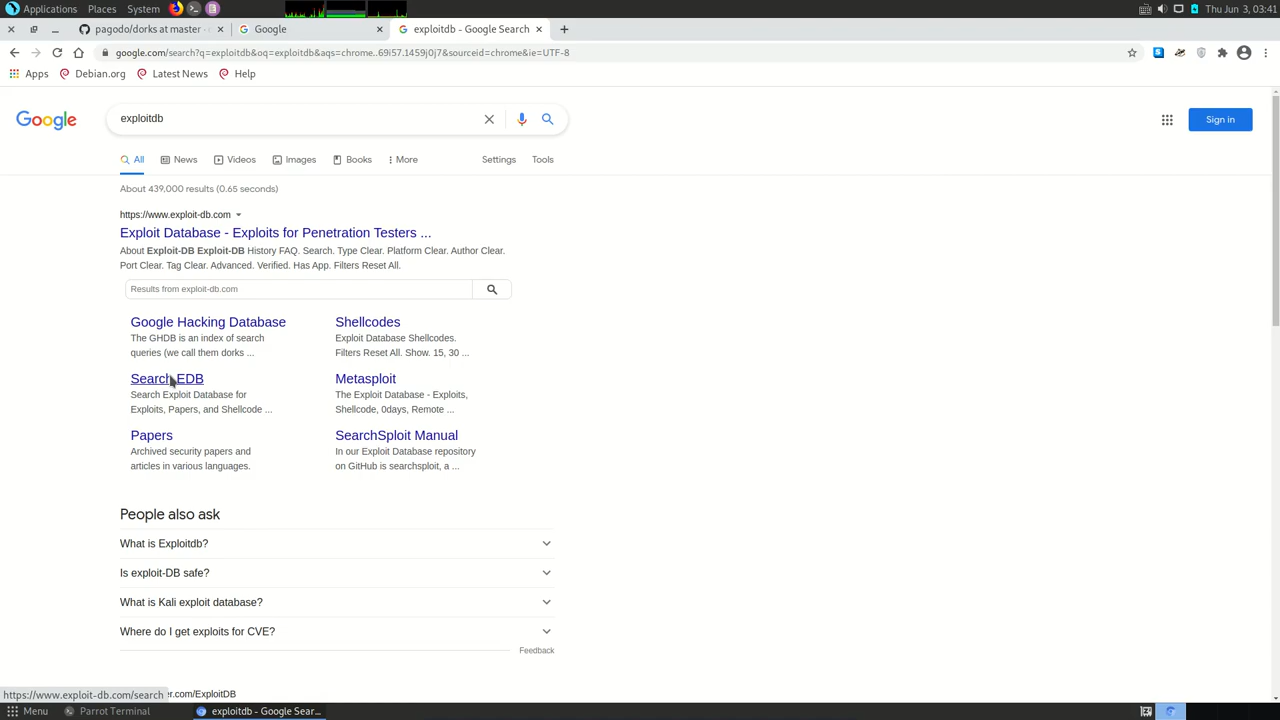 Applications Places System Thu Jun 3, 03:41
pagodo/dorks at master · Google exploitdb - Google Search
google.com/search?q=exploitdb&oq=exploitdb&aqs=chrome..69i57.1459j0j7&sourceid=chrome&ie=UTF-8
Apps Debian.org Latest News Help
Google exploitdb Sign in
All News Videos Images Books More Settings Tools
About 439,000 results (0.65 seconds)
https://www.exploit-db.com
Exploit Database - Exploits for Penetration Testers ...
About Exploit-DB Exploit-DB History FAQ. Search. Type Clear. Platform Clear. Author Clear.
Port Clear. Tag Clear. Advanced. Verified. Has App. Filters Reset All.
Results from exploit-db.com
Google Hacking Database
The GHDB is an index of search
queries (we call them dorks ...
Shellcodes
Exploit Database Shellcodes.
Filters Reset All. Show. 15, 30 ...
Search EDB
Search Exploit Database for
Exploits, Papers, and Shellcode ...
Metasploit
The Exploit Database - Exploits,
Shellcode, 0days, Remote ...
Papers
Archived security papers and
articles in various languages.
SearchSploit Manual
In our Exploit Database repository
on GitHub is searchsploit, a ...
People also ask
What is Exploitdb?
Is exploit-DB safe?
What is Kali exploit database?
Where do I get exploits for CVE?
Feedback
https://www.exploit-db.com/search er.com/ExploitDB
Menu Parrot Terminal exploitdb - Google Sear...